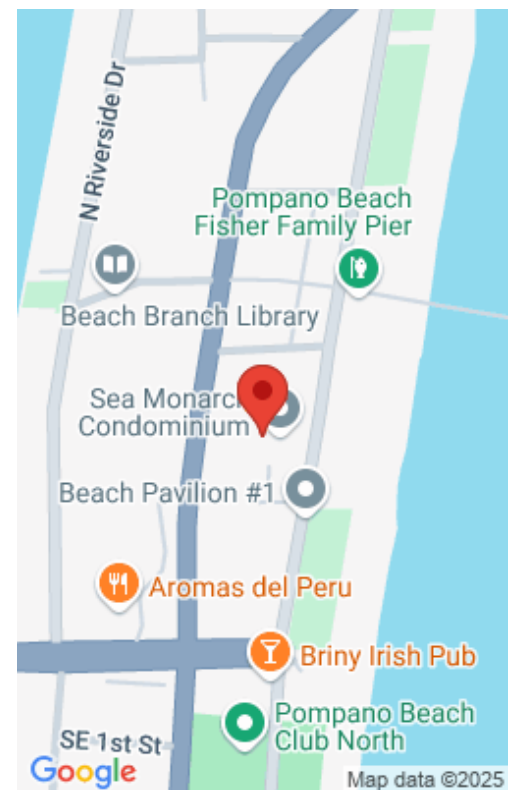 N Riverside Dr
Pompano Beach
Fisher Family Pier
Beach Branch Library
Sea Monarch
Condominium
Beach Pavilion #1
Aromas del Peru
Briny Irish Pub
Pompano Beach
Club North
SE 1st St
Google
Map data ©2025